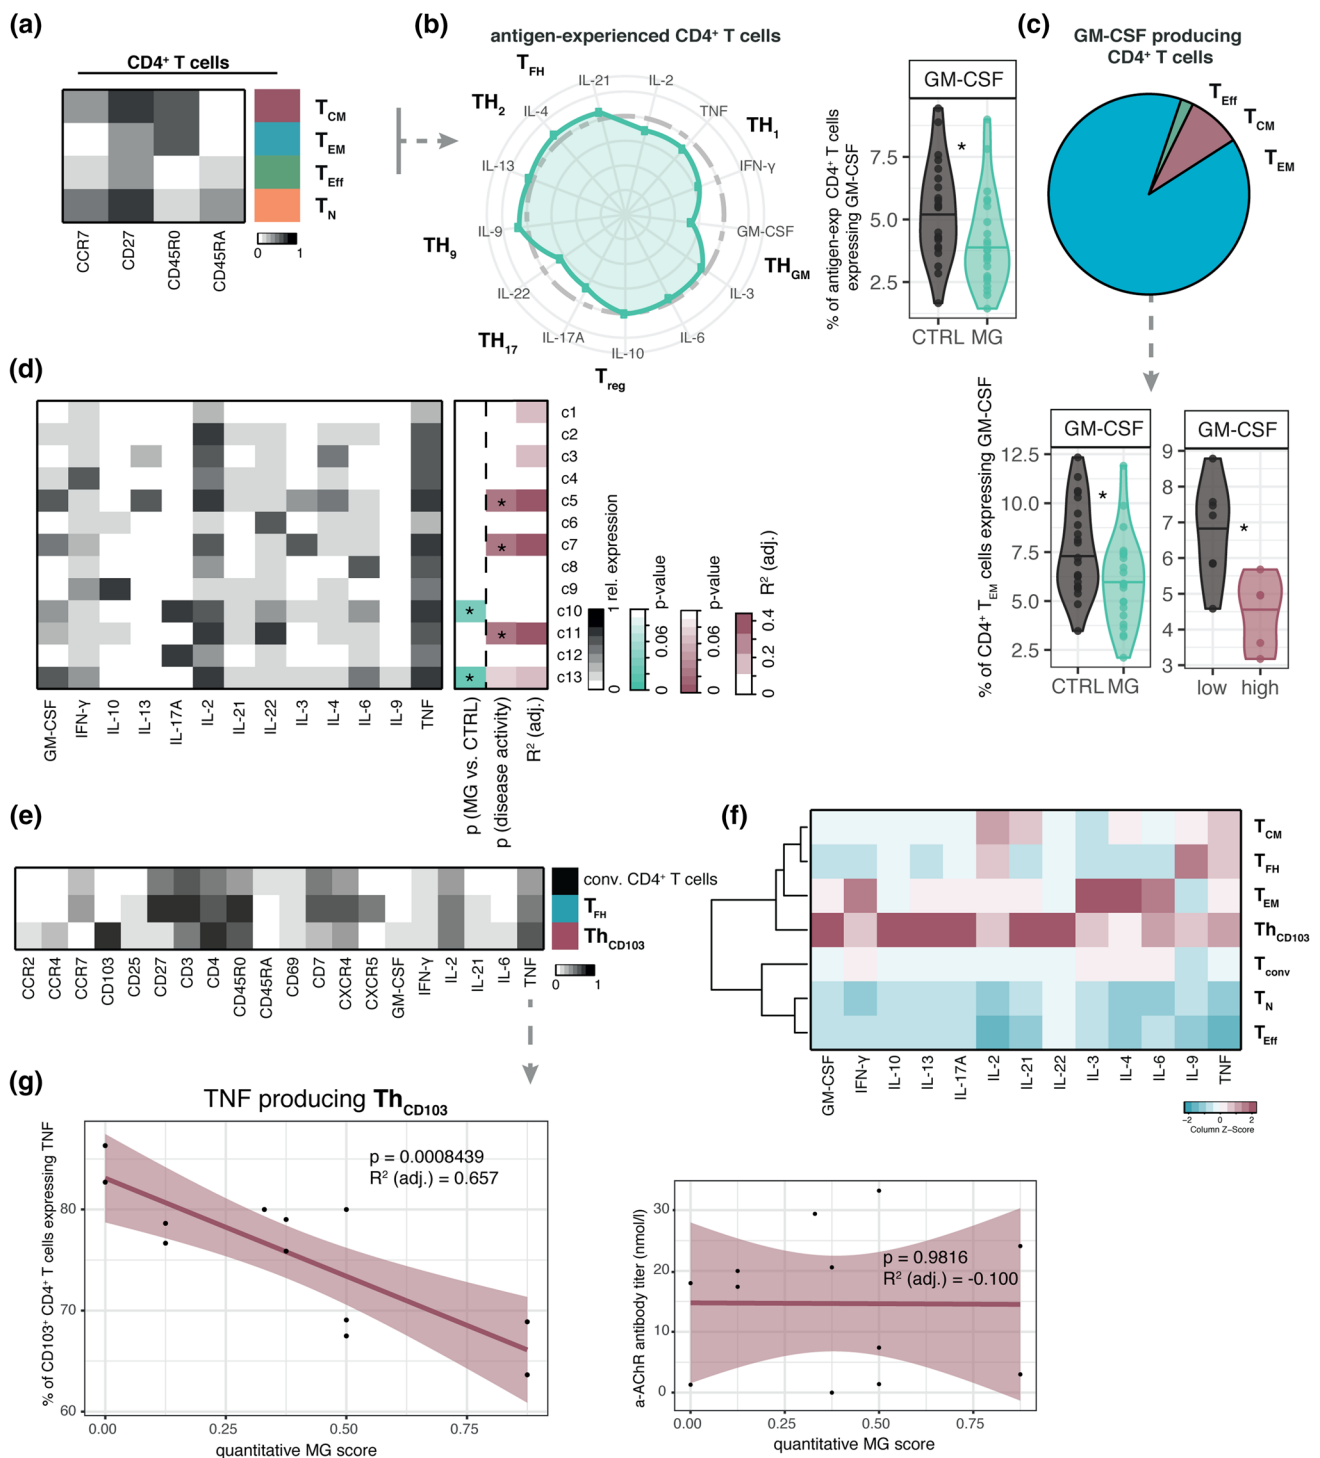 (a)
CD4⁺ T cells
T_CM
T_EM
T_Eff
T_N
CCR7
CD27
CD45R0
CD45RA
0 1
(b)
antigen-experienced CD4⁺ T cells
T_FH
IL-21
IL-2
TH_2
IL-4
TNF
TH_1
IL-13
IFN-γ
IL-9
GM-CSF
TH_9
TH_GM
IL-22
IL-3
TH_17
IL-17A
IL-6
IL-10
T_reg
% of antigen-exp CD4⁺ T cells
expressing GM-CSF
GM-CSF
*
7.5
5.0
2.5
CTRL MG
(c)
GM-CSF producing
CD4⁺ T cells
T_Eff
T_CM
T_EM
% of CD4⁺ T_EM cells expressing GM-CSF
GM-CSF
*
12.5
10.0
7.5
5.0
2.5
CTRL MG
GM-CSF
*
9
8
7
6
5
4
3
low high
(d)
c1
c2
c3
c4
c5
*
c6
c7
*
c8
c9
c10
*
c11
*
c12
c13
*
GM-CSF
IFN-γ
IL-10
IL-13
IL-17A
IL-2
IL-21
IL-22
IL-3
IL-4
IL-6
IL-9
TNF
p (MG vs. CTRL)
p (disease activity)
R² (adj.)
0 1 rel. expression
0 0.06 p-value
0 0.06 p-value
0 0.2 0.4 R² (adj.)
(e)
conv. CD4⁺ T cells
T_FH
Th_CD103
CCR2
CCR4
CCR7
CD103
CD25
CD27
CD3
CD4
CD45R0
CD45RA
CD69
CD7
CXCR4
CXCR5
GM-CSF
IFN-γ
IL-2
IL-21
IL-6
TNF
0 1
(f)
T_CM
T_FH
T_EM
Th_CD103
T_conv
T_N
T_Eff
GM-CSF
IFN-γ
IL-10
IL-13
IL-17A
IL-2
IL-21
IL-22
IL-3
IL-4
IL-6
IL-9
TNF
−2 0 2
Column Z-Score
(g)
TNF producing Th_CD103
% of CD103⁺ CD4⁺ T cells expressing TNF
p = 0.0008439
R² (adj.) = 0.657
80
70
60
0.00 0.25 0.50 0.75
quantitative MG score
a-AChR antibody titer (nmol/l)
p = 0.9816
R² (adj.) = -0.100
30
20
10
0
0.00 0.25 0.50 0.75
quantitative MG score